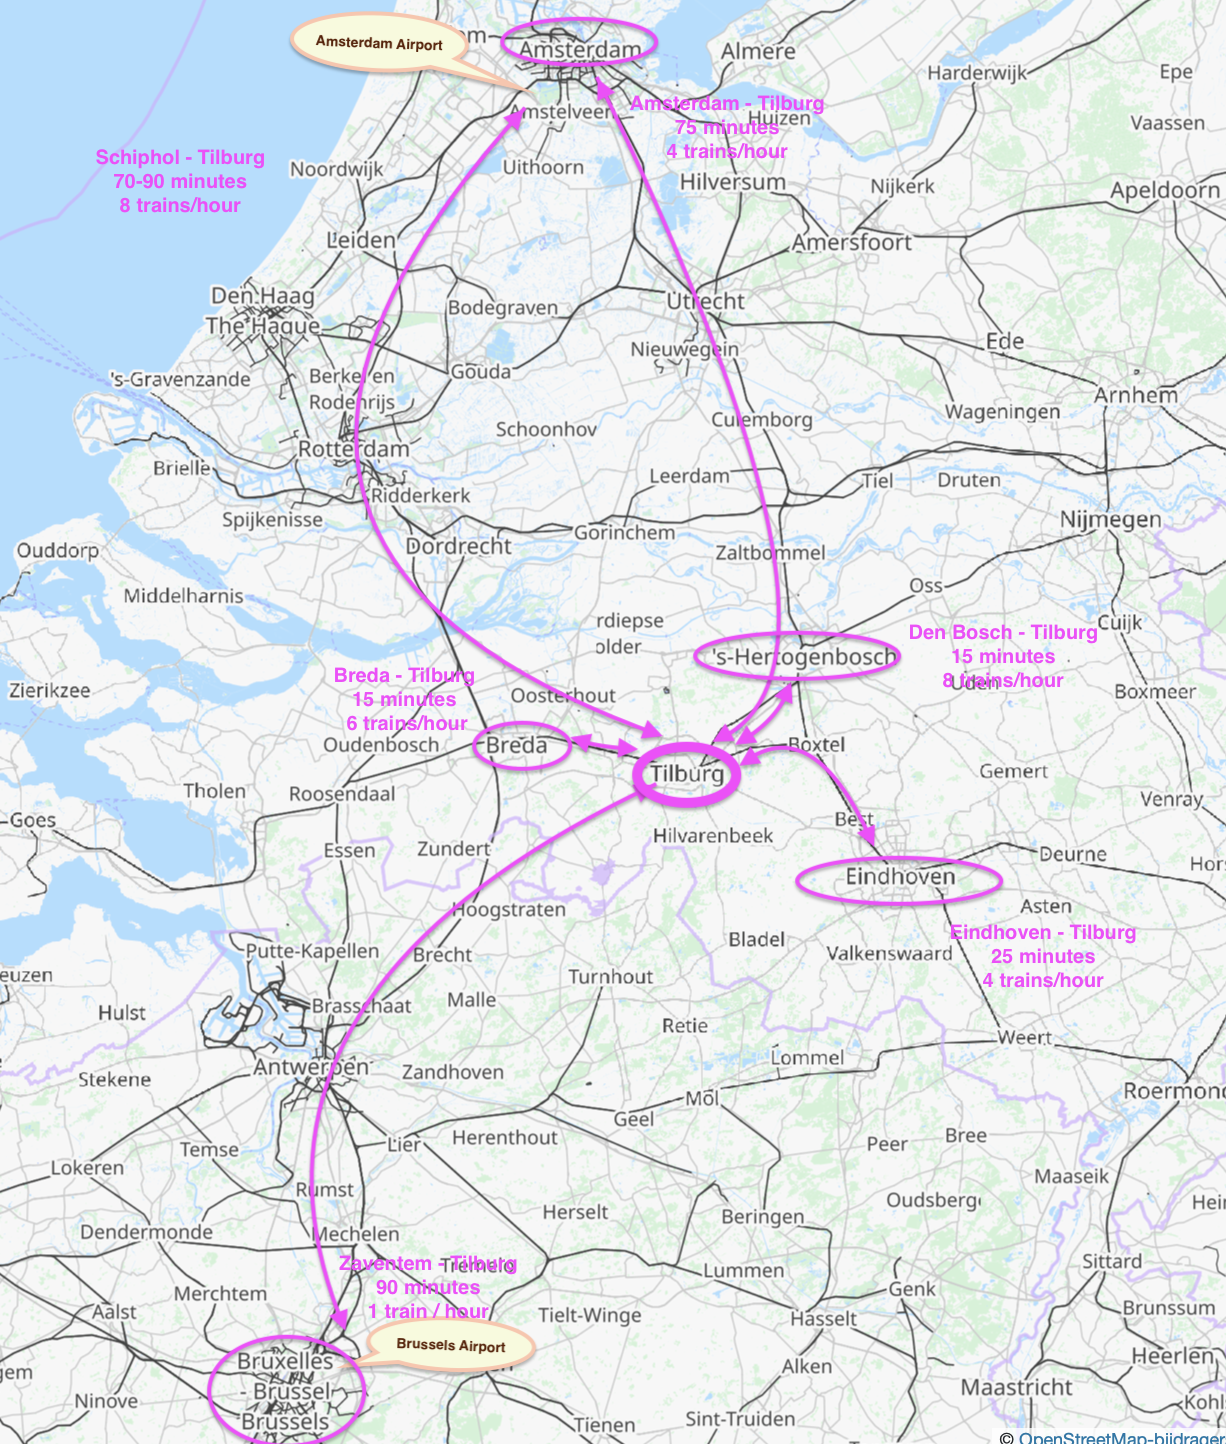 Amsterdam Airport
Amsterdam
Almere
Harderwijk
Epe
Amstelveen
Amsterdam - Tilburg
75 minutes
4 trains/hour
Huizen
Vaassen
Schiphol - Tilburg
70-90 minutes
8 trains/hour
Noordwijk
Uithoorn
Hilversum
Nijkerk
Apeldoorn
Leiden
Amersfoort
Den Haag
The Hague
Bodegraven
Utrecht
Nieuwegein
Ede
's-Gravenzande
Berkel en
Rodenrijs
Gouda
Arnhem
Wageningen
Culemborg
Schoonhov
Rotterdam
Brielle
Ridderkerk
Leerdam
Tiel
Druten
Spijkenisse
Gorinchem
Nijmegen
Ouddorp
Dordrecht
Zaltbommel
Middelharnis
Oss
rdiepse
older
Cuijk
's-Hertogenbosch
Den Bosch - Tilburg
15 minutes
8 trains/hour
Uden
Zierikzee
Breda - Tilburg
15 minutes
6 trains/hour
Oosterhout
Boxmeer
Oudenbosch
Breda
Boxtel
Tilburg
Gemert
Tholen
Roosendaal
Venray
Goes
Best
Hilvarenbeek
Essen
Zundert
Deurne
Hors
Eindhoven
Asten
Hoogstraten
Eindhoven - Tilburg
25 minutes
4 trains/hour
Bladel
Valkenswaard
Putte-Kapellen
Brecht
euzen
Turnhout
Malle
Brasschaat
Hulst
Retie
Weert
Lommel
Antwerpen
Zandhoven
Stekene
Mol
Roermond
Geel
Herenthout
Lier
Temse
Peer
Bree
Lokeren
Rumst
Maaseik
Oudsberg
Hein
Herselt
Beringen
Dendermonde
Mechelen
Zaventem - Tilburg
90 minutes
1 train / hour
Tremelo
Lummen
Sittard
Merchtem
Genk
Aalst
Tielt-Winge
Hasselt
Brunssum
Brussels Airport
Heerlen
Bruxelles
- Brussel
Brussels
gem
Alken
Maastricht
Ninove
Kohls
Tienen
Sint-Truiden
© OpenStreetMap-bijdrager